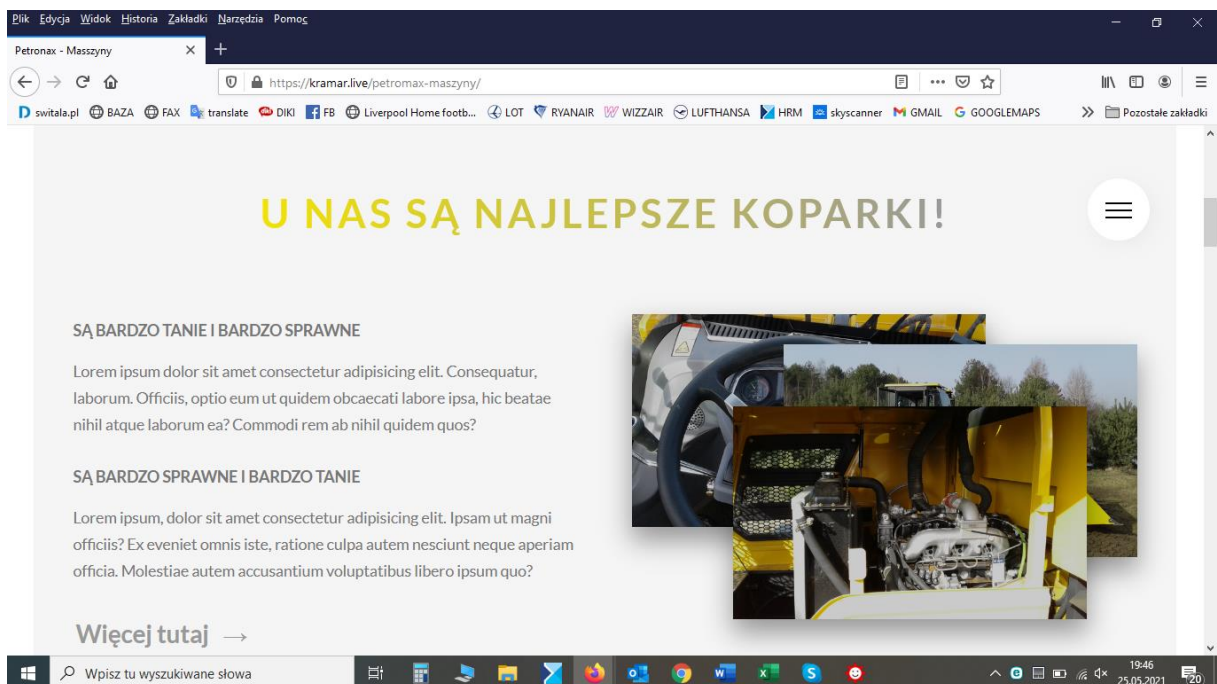 Plik Edycja Widok Historia Zakładki Narzędzia Pomoc
Petronax - Masszyny
https://kramar.live/petromax-maszyny/
switala.pl BAZA FAX translate DIKI FB Liverpool Home footb... LOT RYANAIR WIZZAIR LUFTHANSA HRM skyscanner GMAIL GOOGLEMAPS Pozostałe zakładki
U NAS SĄ NAJLEPSZE KOPARKI!
SĄ BARDZO TANIE I BARDZO SPRAWNE
Lorem ipsum dolor sit amet consectetur adipisicing elit. Consequatur,
laborum. Officiis, optio eum ut quidem obcaecati labore ipsa, hic beatae
nihil atque laborum ea? Commodi rem ab nihil quidem quos?
SĄ BARDZO SPRAWNE I BARDZO TANIE
Lorem ipsum, dolor sit amet consectetur adipisicing elit. Ipsam ut magni
officiis? Ex eveniet omnis iste, ratione culpa autem nesciunt neque aperiam
officia. Molestiae autem accusantium voluptatibus libero ipsum quo?
Więcej tutaj →
Wpisz tu wyszukiwane słowa
19:46
25.05.2021
20